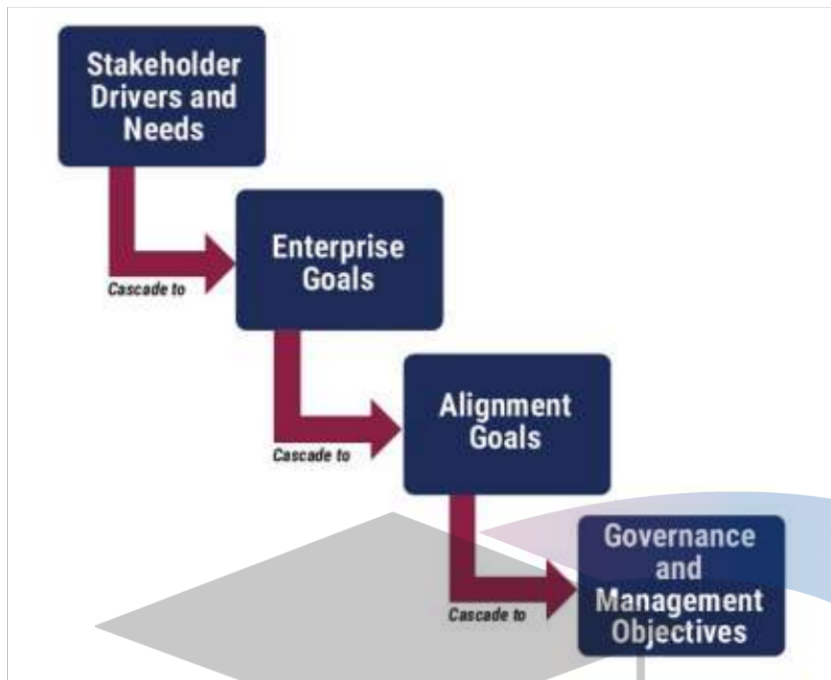 Stakeholder
Drivers and
Needs
Cascade to
Enterprise
Goals
Cascade to
Alignment
Goals
Cascade to
Governance
and
Management
Objectives